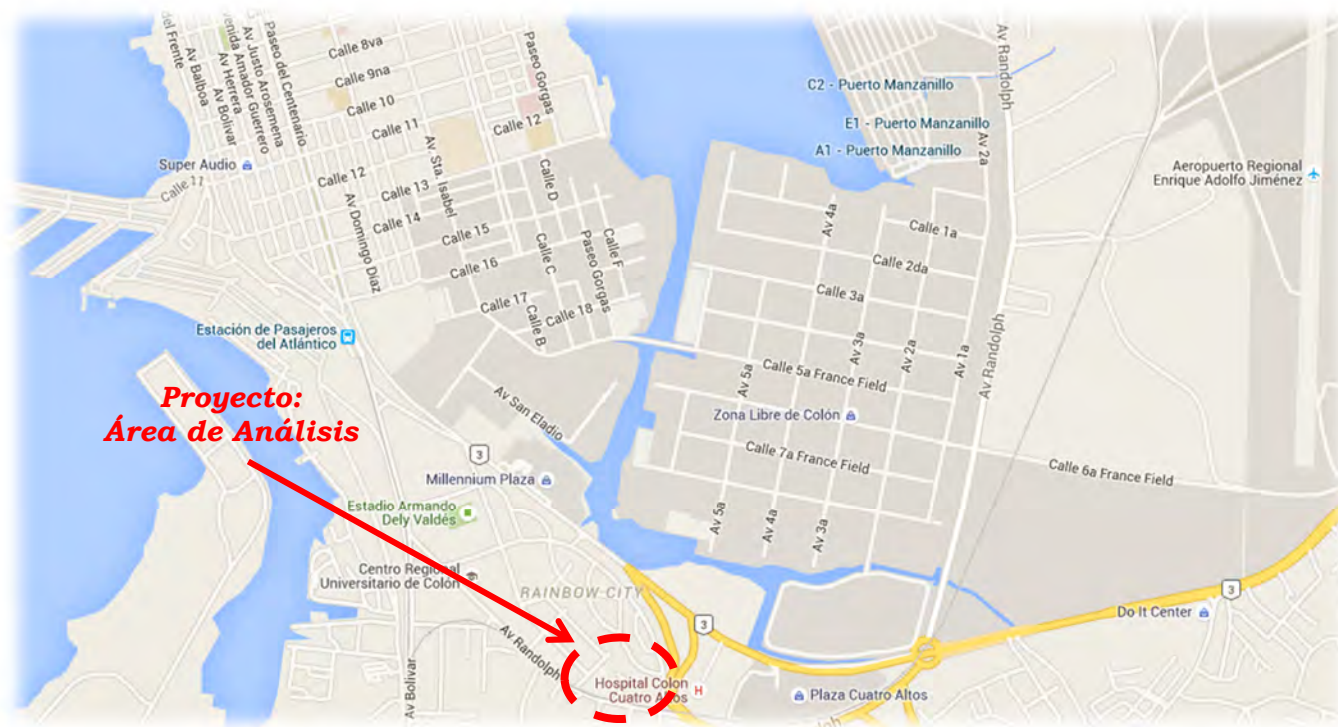 del Frente
Av Balboa
Avenida Amador Guerrero
Av Herrera
Av Bolivar
Av Justo Arosemena
Paseo del Centenario
Calle 8va
Calle 9na
Calle 10
Calle 11
Calle 12
Paseo Gorgas
Super Audio
Calle 11
Calle 12
Calle 13
Calle 14
Calle 15
Calle 16
Calle 17
Calle 18
Av. Sta. Isabel
Av Domingo Díaz
Calle D
Calle C
Calle B
Calle F
Paseo Gorgas
C2 - Puerto Manzanillo
E1 - Puerto Manzanillo
A1 - Puerto Manzanillo
Av Randolph
Av 2a
Aeropuerto Regional
Enrique Adolfo Jiménez
Av 4a
Calle 1a
Calle 2da
Calle 3a
Av 3a
Av 2a
Av 1a
Av Randolph
Av 5a
Calle 5a France Field
Zona Libre de Colón
Calle 7a France Field
Calle 6a France Field
Av 5a
Av 4a
Av 3a
Estación de Pasajeros
del Atlántico
Proyecto:
Área de Análisis
Av San Eladio
3
Millennium Plaza
Estadio Armando
Dely Valdés
Centro Regional
Universitario de Colón
RAINBOW CITY
3
3
Do It Center
Av Randolph
Av Bolivar
Hospital Colon
Cuatro Altos
H
Plaza Cuatro Altos